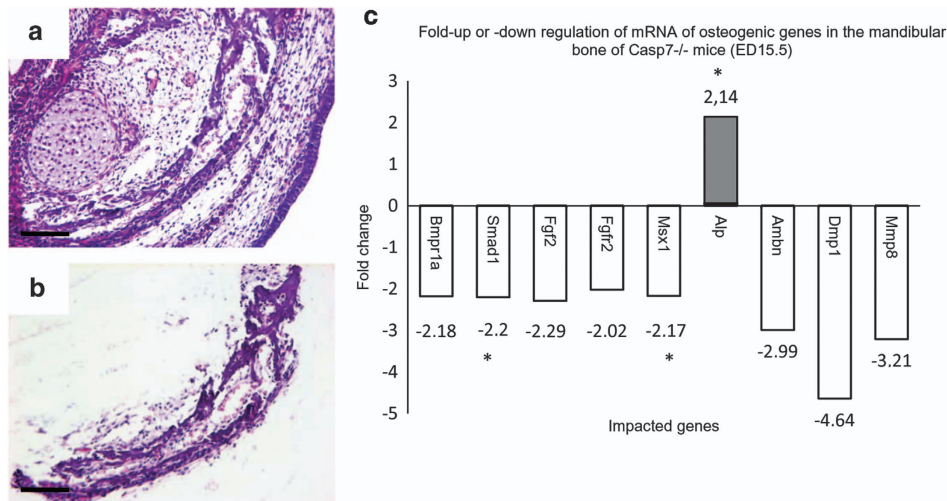 a
b
c
Fold-up or -down regulation of mRNA of osteogenic genes in the mandibular
bone of Casp7-/- mice (ED15.5)
Fold change
3
2
1
0
-1
-2
-3
-4
-5
*
2,14
Bmpr1a
Smad1
Fgf2
Fgfr2
Msx1
Alp
Ambn
Dmp1
Mmp8
-2.18
-2.2
-2.29
-2.02
-2.17
-2.99
-4.64
-3.21
*
*
Impacted genes